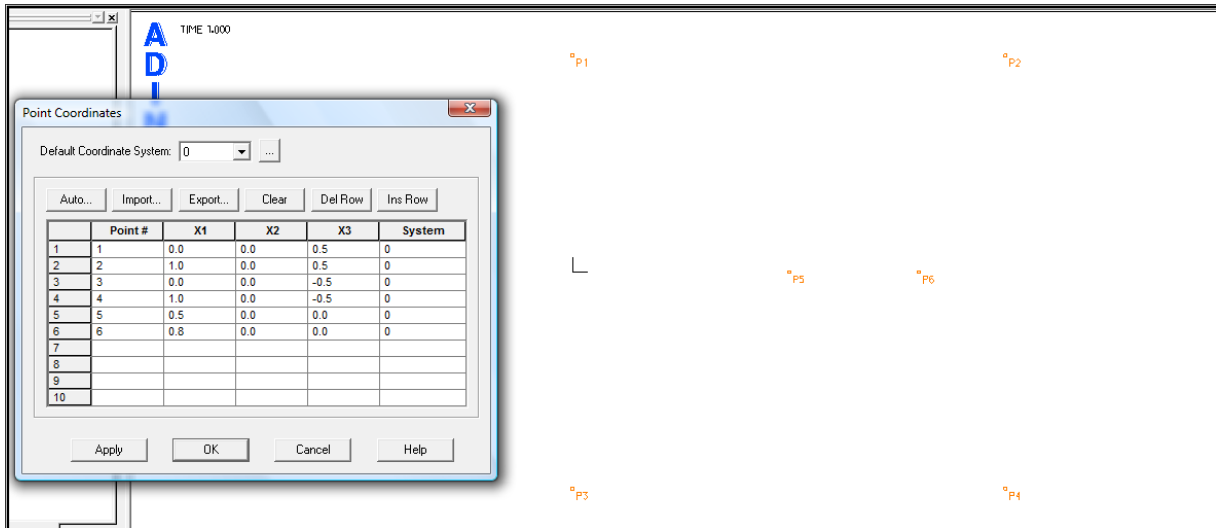 A
D
I
N
TIME 1.000
P1
P2
Point Coordinates
Default Coordinate System: 0 ...
Auto... Import... Export... Clear Del Row Ins Row
Point # X1 X2 X3 System
1 1 0.0 0.0 0.5 0
2 2 1.0 0.0 0.5 0
3 3 0.0 0.0 -0.5 0
4 4 1.0 0.0 -0.5 0
5 5 0.5 0.0 0.0 0
6 6 0.8 0.0 0.0 0
7
8
9
10
Apply OK Cancel Help
P5
P6
P3
P4